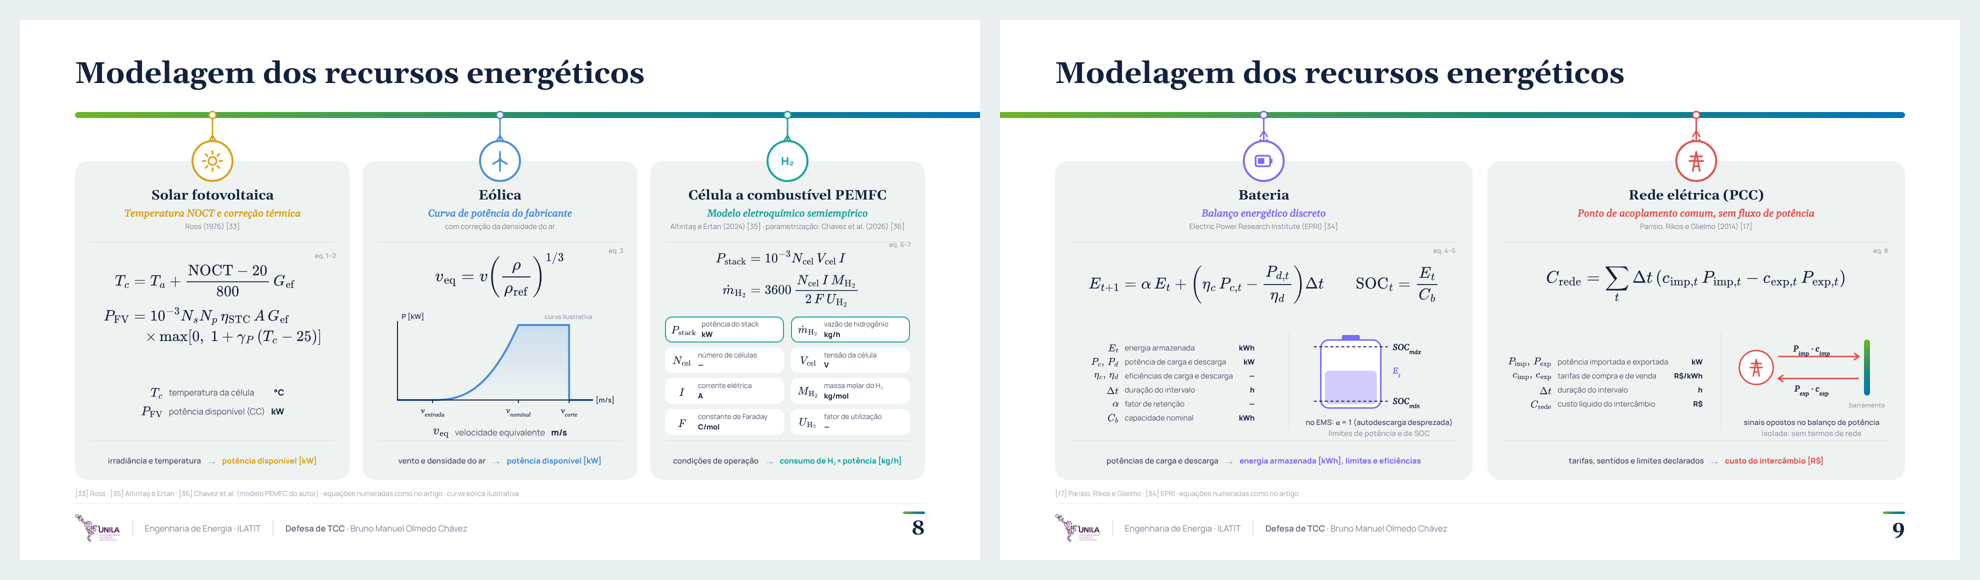 Modelagem dos recursos energéticos
H₂
Solar fotovoltaica
Temperatura NOCT e correção térmica
Ross (1976) [33]
eq. 1–2
T_c = T_a + (NOCT − 20)/800 G_ef
P_FV = 10⁻³ N_s N_p η_STC A G_ef
× max[0, 1 + γ_P (T_c − 25)]
T_c temperatura da célula °C
P_FV potência disponível (CC) kW
irradiância e temperatura → potência disponível [kW]
Eólica
Curva de potência do fabricante
com correção da densidade do ar
eq. 3
v_eq = v(ρ/ρ_ref)^1/3
P [kW]
curva ilustrativa
[m/s]
v_entrada v_nominal v_corte
v_eq velocidade equivalente m/s
vento e densidade do ar → potência disponível [kW]
Célula a combustível PEMFC
Modelo eletroquímico semiempírico
Altıntaş e Ertan (2024) [35] · parametrização: Chavez et al. (2026) [36]
eq. 6–7
P_stack = 10⁻³ N_cel V_cel I
ṁ_H₂ = 3600 (N_cel I M_H₂)/(2 F U_H₂)
P_stack potência do stack kW
ṁ_H₂ vazão de hidrogênio kg/h
N_cel número de células –
V_cel tensão da célula V
I corrente elétrica A
M_H₂ massa molar do H₂ kg/mol
F constante de Faraday C/mol
U_H₂ fator de utilização –
condições de operação → consumo de H₂ × potência [kg/h]
[33] Ross · [35] Altıntaş e Ertan · [36] Chavez et al. (modelo PEMFC do autor) · equações numeradas como no artigo · curva eólica ilustrativa
UNILA
Engenharia de Energia · ILATIT
Defesa de TCC · Bruno Manuel Olmedo Chávez
8
Modelagem dos recursos energéticos
Bateria
Balanço energético discreto
Electric Power Research Institute (EPRI) [34]
eq. 4–5
E_t+1 = α E_t + (η_c P_c,t − P_d,t/η_d)Δt
SOC_t = E_t/C_b
E_t energia armazenada kWh
P_c, P_d potência de carga e descarga kW
η_c, η_d eficiências de carga e descarga –
Δt duração do intervalo h
α fator de retenção –
C_b capacidade nominal kWh
SOC_máx
E_t
SOC_mín
no EMS: α = 1 (autodescarga desprezada)
limites de potência e de SOC
potências de carga e descarga → energia armazenada [kWh], limites e eficiências
Rede elétrica (PCC)
Ponto de acoplamento comum, sem fluxo de potência
Parisio, Rikos e Glielmo (2014) [17]
eq. 8
C_rede = ∑_t Δt (c_imp,t P_imp,t − c_exp,t P_exp,t)
P_imp, P_exp potência importada e exportada kW
c_imp, c_exp tarifas de compra e de venda R$/kWh
Δt duração do intervalo h
C_rede custo líquido do intercâmbio R$
P_imp · c_imp
P_exp · c_exp
barramento
sinais opostos no balanço de potência
isolada: sem termos de rede
tarifas, sentidos e limites declarados → custo do intercâmbio [R$]
[17] Parisio, Rikos e Glielmo · [34] EPRI · equações numeradas como no artigo
UNILA
Engenharia de Energia · ILATIT
Defesa de TCC · Bruno Manuel Olmedo Chávez
9